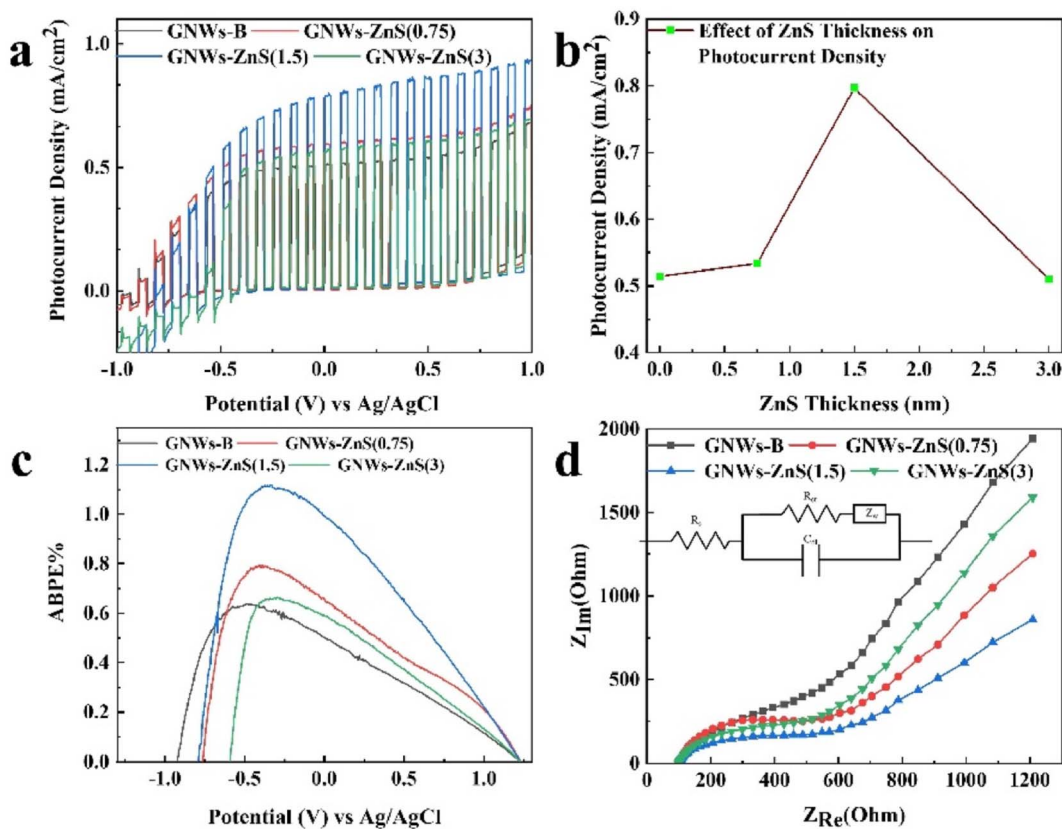 a
GNWs-B GNWs-ZnS(0.75)
GNWs-ZnS(1.5) GNWs-ZnS(3)
1.0
0.5
0.0
Photocurrent Density (mA/cm²)
-1.0 -0.5 0.0 0.5 1.0
Potential (V) vs Ag/AgCl
b
Effect of ZnS Thickness on
Photocurrent Density
0.9
0.8
0.7
0.6
0.5
0.4
Photocurrent Density (mA/cm²)
0.0 0.5 1.0 1.5 2.0 2.5 3.0
ZnS Thickness (nm)
c
GNWs-B GNWs-ZnS(0.75)
GNWs-ZnS(1.5) GNWs-ZnS(3)
1.2
1.0
0.8
0.6
0.4
0.2
0.0
ABPE%
-1.0 -0.5 0.0 0.5 1.0
Potential (V) vs Ag/AgCl
d
GNWs-B GNWs-ZnS(0.75)
GNWs-ZnS(1.5) GNWs-ZnS(3)
2000
1500
1000
500
0
Z_Im(Ohm)
0 200 400 600 800 1000 1200
Z_Re(Ohm)